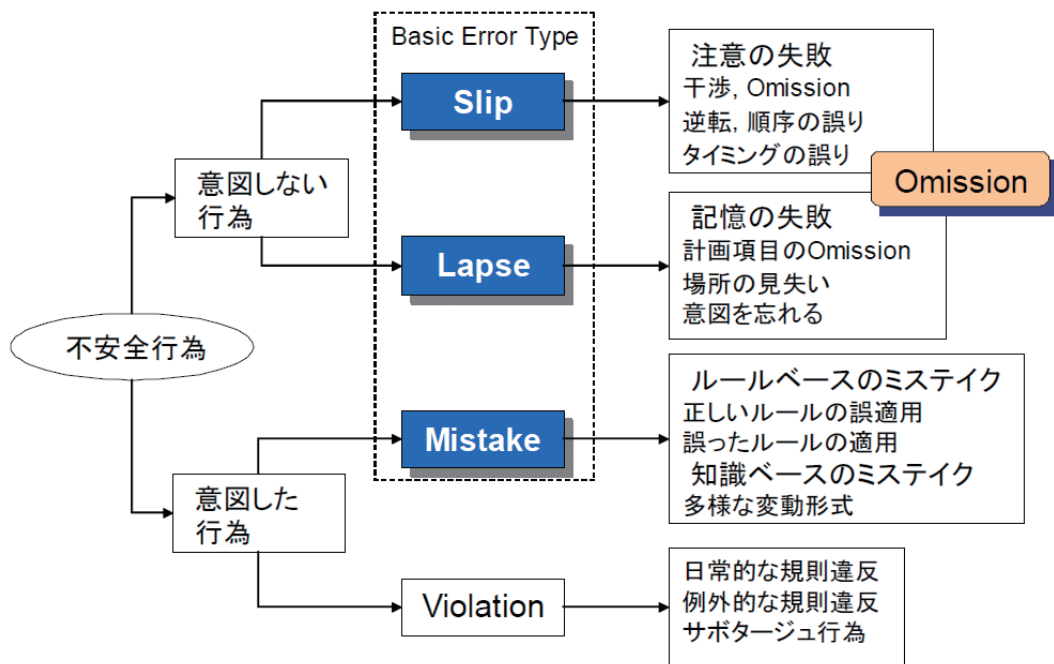 Basic Error Type
Slip
注意の失敗
干渉, Omission
逆転, 順序の誤り
タイミングの誤り
Omission
意図しない
行為
Lapse
記憶の失敗
計画項目のOmission
場所の見失い
意図を忘れる
不安全行為
Mistake
ルールベースのミステイク
正しいルールの誤適用
誤ったルールの適用
知識ベースのミステイク
多様な変動形式
意図した
行為
Violation
日常的な規則違反
例外的な規則違反
サボタージュ行為